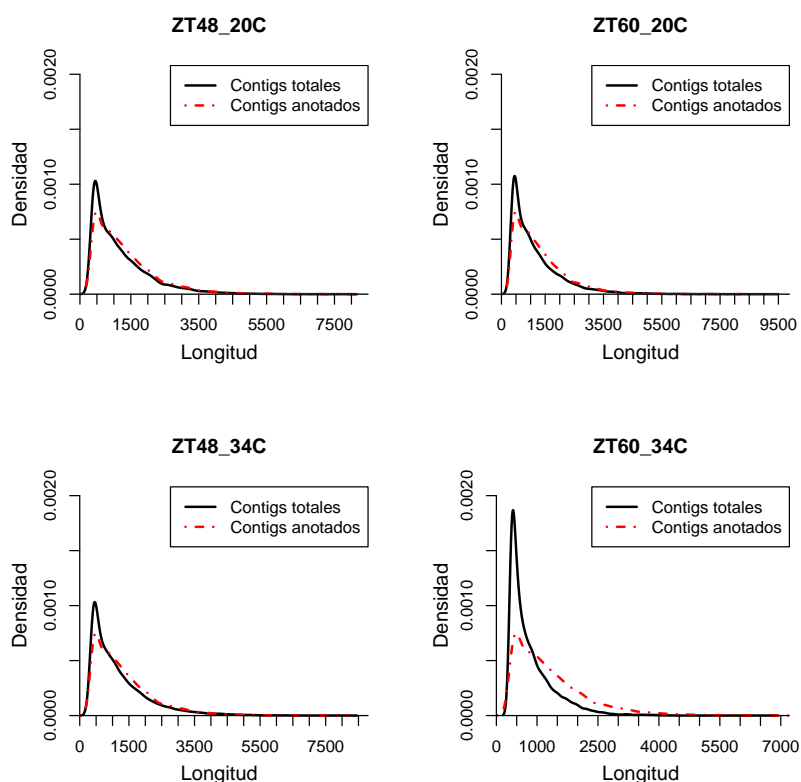 ZT48_20C
Densidad
0.0000 0.0010 0.0020
Contigs totales
Contigs anotados
0 1500 3500 5500 7500
Longitud
ZT60_20C
Densidad
0.0000 0.0010 0.0020
Contigs totales
Contigs anotados
0 1500 3500 5500 7500 9500
Longitud
ZT48_34C
Densidad
0.0000 0.0010 0.0020
Contigs totales
Contigs anotados
0 1500 3500 5500 7500
Longitud
ZT60_34C
Densidad
0.0000 0.0010 0.0020
Contigs totales
Contigs anotados
0 1000 2500 4000 5500 7000
Longitud